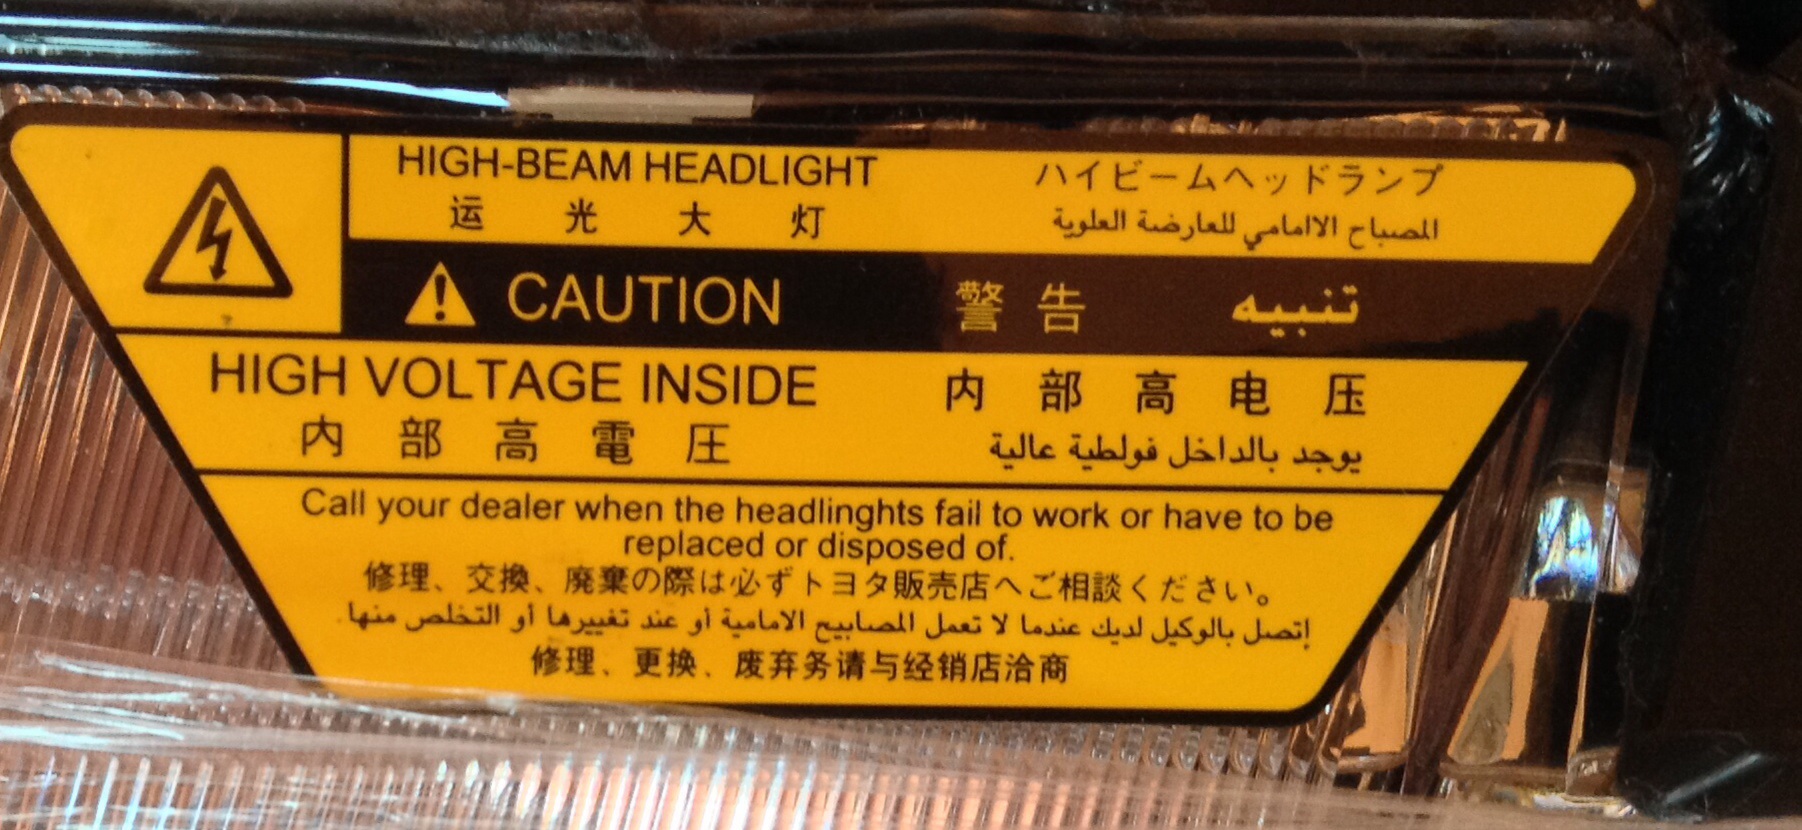 HIGH-BEAM HEADLIGHT
ハイビームヘッドランプ
运光大灯
المصباح الاامامي للعارضة العلوية
CAUTION 警告 تنبيه
HIGH VOLTAGE INSIDE
内部高电压
内部高電圧
يوجد بالداخل فولطية عالية
Call your dealer when the headlinghts fail to work or have to be
replaced or disposed of.
修理、交換、廃棄の際は必ずトヨタ販売店へご相談ください。
إتصل بالوكيل لديك عندما لا تعمل المصابيح الامامية أو عند تغييرها أو التخلص منها.
修理、更换、废弃务请与经销店洽商